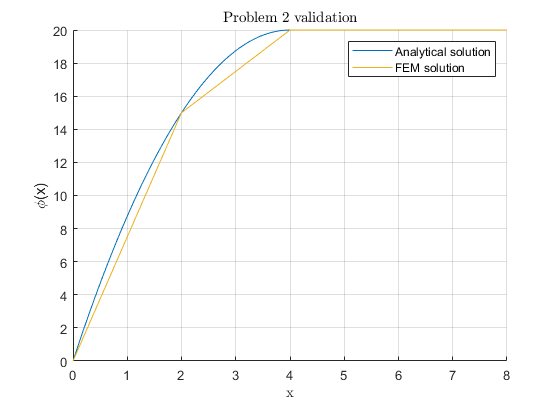 Problem 2 validation
Analytical solution
FEM solution
ϕ(x)
20
18
16
14
12
10
8
6
4
2
0
0 1 2 3 4 5 6 7 8
x